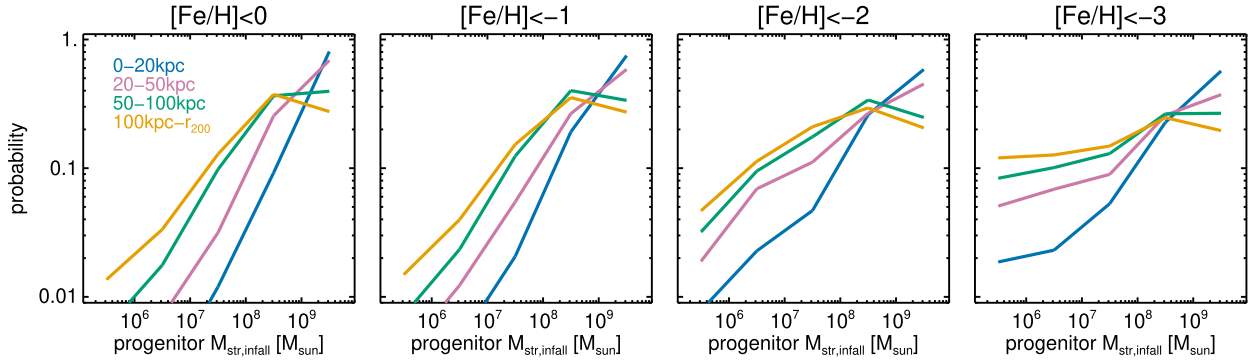 [Fe/H]<0
[Fe/H]<−1
[Fe/H]<−2
[Fe/H]<−3
probability
1.
0.1
0.01
0−20kpc
20−50kpc
50−100kpc
100kpc−r200
10^6 10^7 10^8 10^9
10^6 10^7 10^8 10^9
10^6 10^7 10^8 10^9
10^6 10^7 10^8 10^9
progenitor Mstr,infall [Msun]
progenitor Mstr,infall [Msun]
progenitor Mstr,infall [Msun]
progenitor Mstr,infall [Msun]